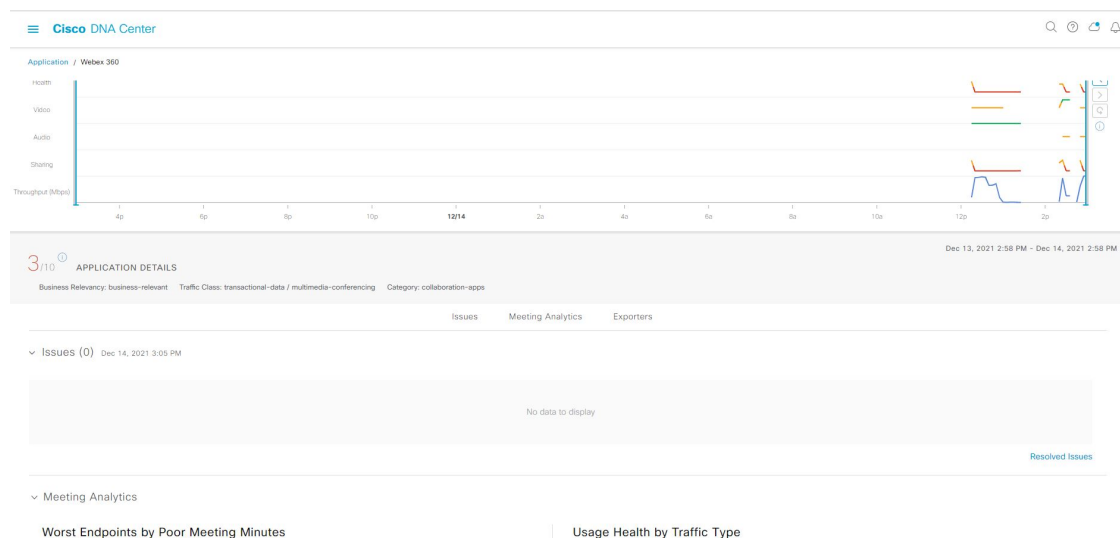 Cisco DNA Center
Application / Webex 360
Health
Video
Audio
Sharing
Throughput (Mbps)
4p 6p 8p 10p 12/14 2a 4a 6a 8a 10a 12p 2p
Dec 13, 2021 2:58 PM - Dec 14, 2021 2:58 PM
3/10 APPLICATION DETAILS
Business Relevancy: business-relevant Traffic Class: transactional-data / multimedia-conferencing Category: collaboration-apps
Issues Meeting Analytics Exporters
Issues (0) Dec 14, 2021 3:05 PM
No data to display
Resolved Issues
Meeting Analytics
Worst Endpoints by Poor Meeting Minutes Usage Health by Traffic Type